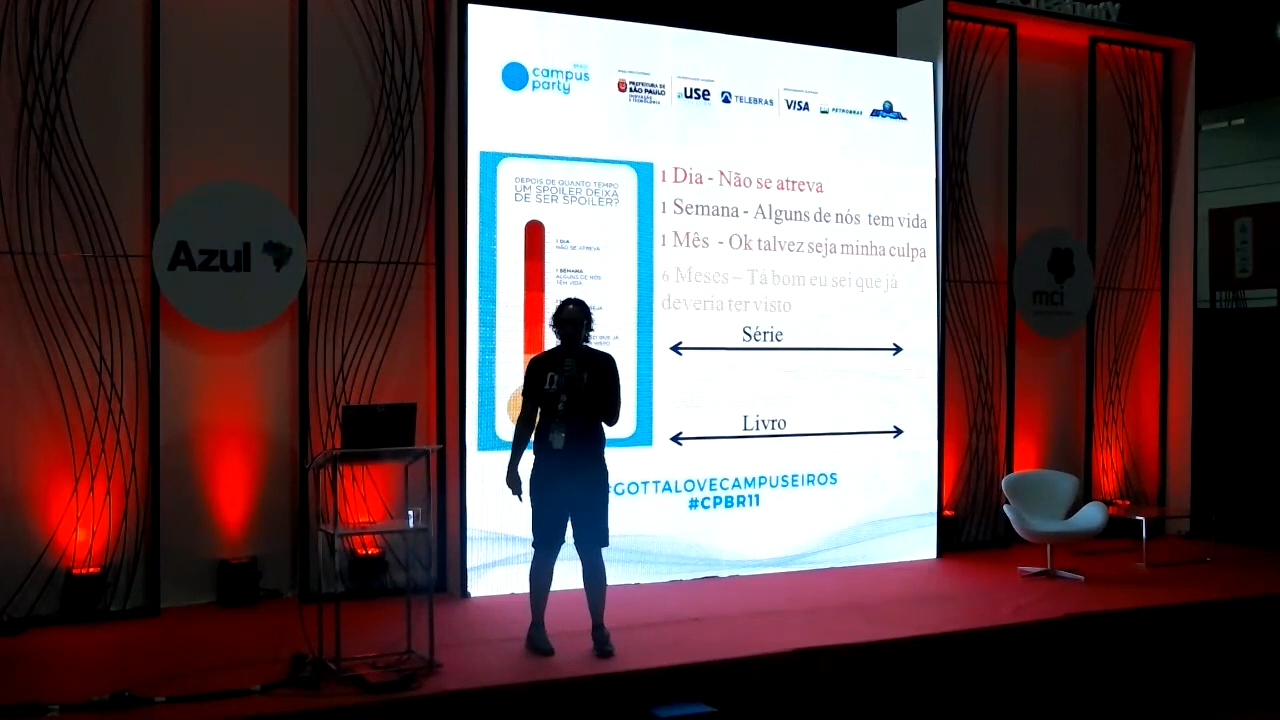 campus
party
PREFEITURA DE
SÃO PAULO
INOVAÇÃO
E TECNOLOGIA
use
TELEBRAS
VISA
PETROBRAS
DEPOIS DE QUANTO TEMPO
UM SPOILER DEIXA
DE SER SPOILER?
1 DIA
NÃO SE ATREVA
1 SEMANA
ALGUNS DE NÓS
TEM VIDA
1 Dia - Não se atreva
1 Semana - Alguns de nós tem vida
1 Mês - Ok talvez seja minha culpa
6 Meses – Tá bom eu sei que já
deveria ter visto
Série
Livro
#GOTTALOVECAMPUSEIROS
#CPBR11
Azul
mci